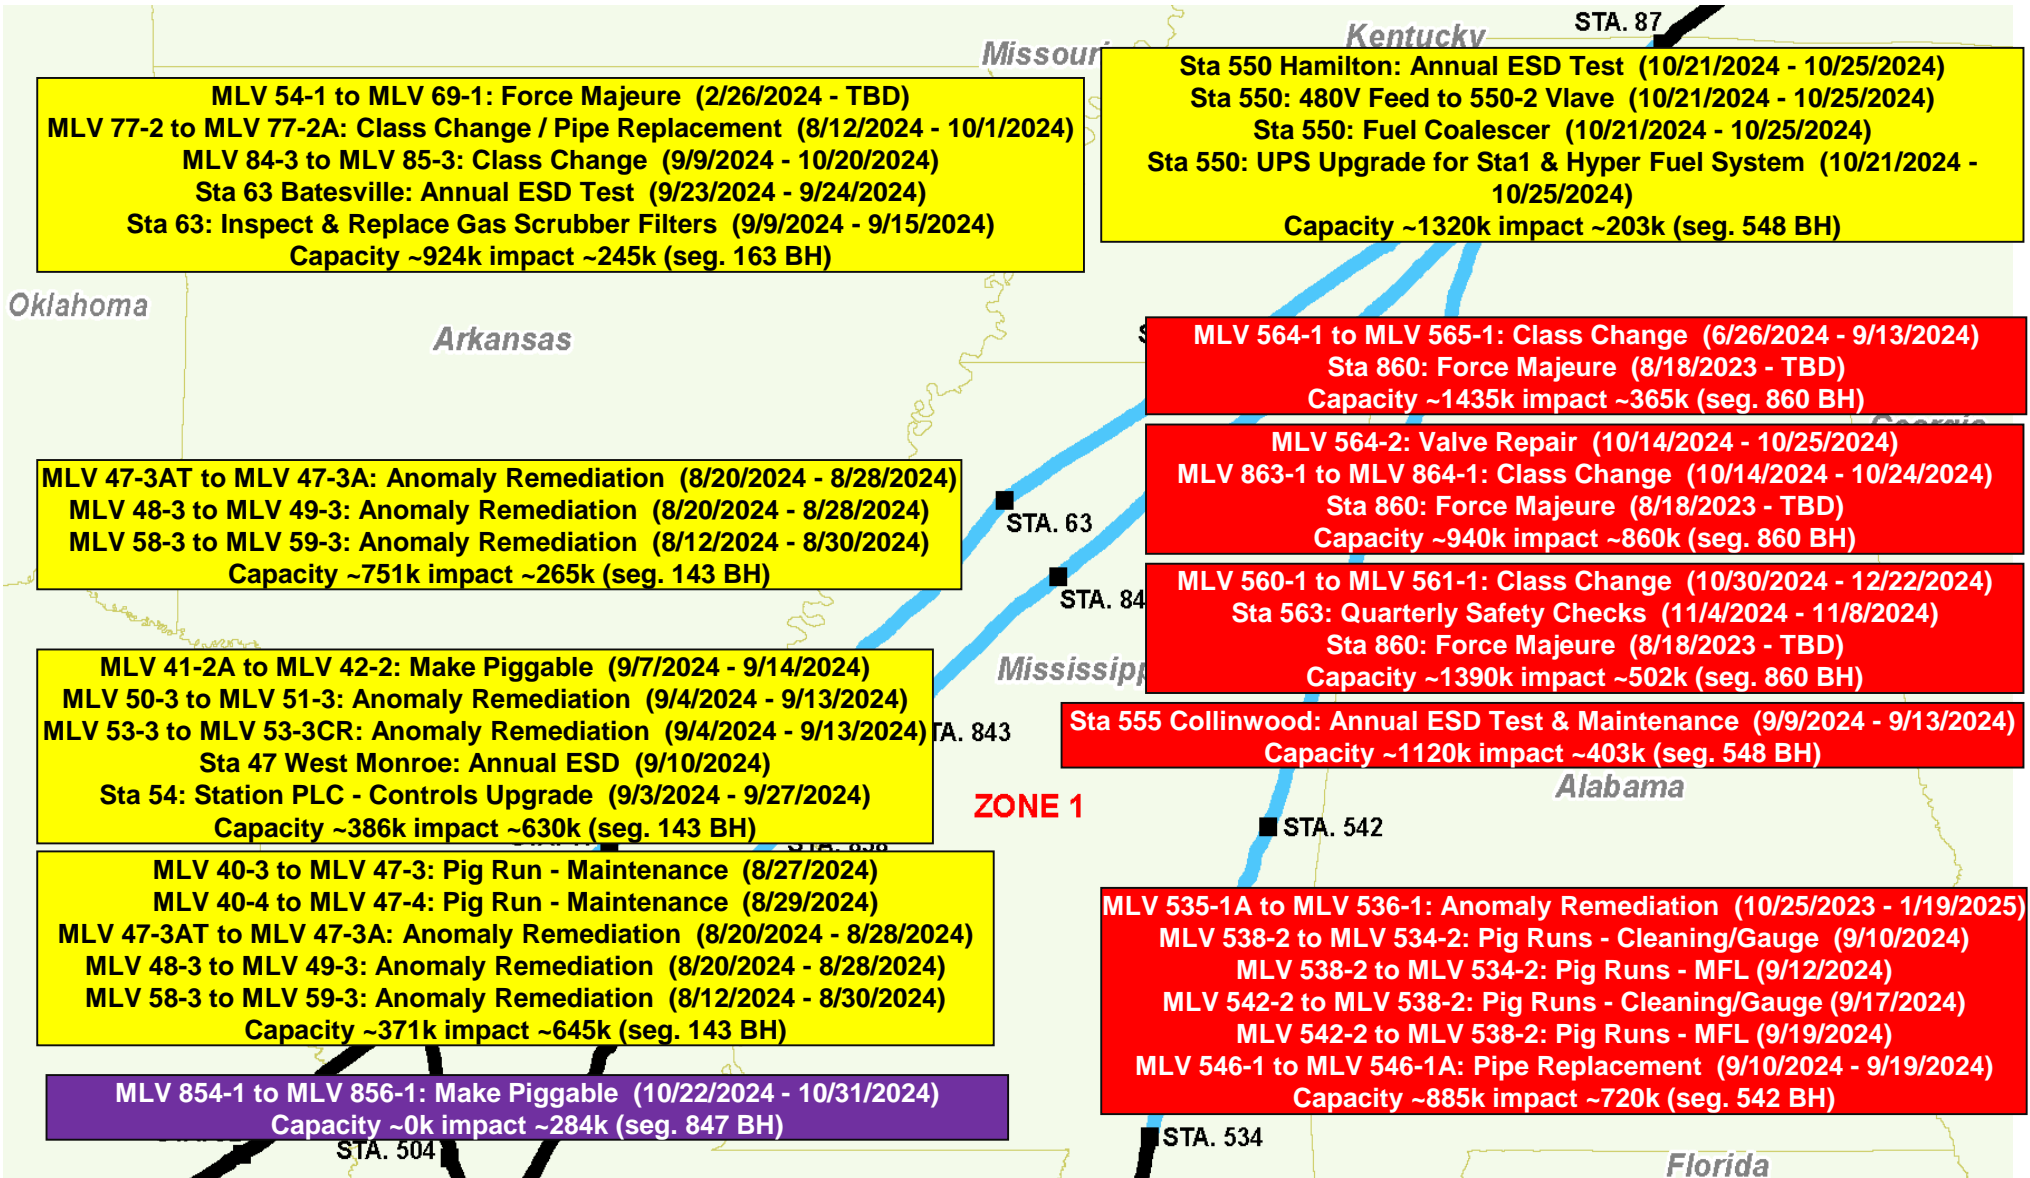 Missouri
Kentucky
STA. 87
MLV 54-1 to MLV 69-1: Force Majeure (2/26/2024 - TBD)
MLV 77-2 to MLV 77-2A: Class Change / Pipe Replacement (8/12/2024 - 10/1/2024)
MLV 84-3 to MLV 85-3: Class Change (9/9/2024 - 10/20/2024)
Sta 63 Batesville: Annual ESD Test (9/23/2024 - 9/24/2024)
Sta 63: Inspect & Replace Gas Scrubber Filters (9/9/2024 - 9/15/2024)
Capacity ~924k impact ~245k (seg. 163 BH)
Sta 550 Hamilton: Annual ESD Test (10/21/2024 - 10/25/2024)
Sta 550: 480V Feed to 550-2 Vlave (10/21/2024 - 10/25/2024)
Sta 550: Fuel Coalescer (10/21/2024 - 10/25/2024)
Sta 550: UPS Upgrade for Sta1 & Hyper Fuel System (10/21/2024 -
10/25/2024)
Capacity ~1320k impact ~203k (seg. 548 BH)
Oklahoma
Arkansas
MLV 564-1 to MLV 565-1: Class Change (6/26/2024 - 9/13/2024)
Sta 860: Force Majeure (8/18/2023 - TBD)
Capacity ~1435k impact ~365k (seg. 860 BH)
Georgia
MLV 564-2: Valve Repair (10/14/2024 - 10/25/2024)
MLV 863-1 to MLV 864-1: Class Change (10/14/2024 - 10/24/2024)
Sta 860: Force Majeure (8/18/2023 - TBD)
Capacity ~940k impact ~860k (seg. 860 BH)
MLV 47-3AT to MLV 47-3A: Anomaly Remediation (8/20/2024 - 8/28/2024)
MLV 48-3 to MLV 49-3: Anomaly Remediation (8/20/2024 - 8/28/2024)
MLV 58-3 to MLV 59-3: Anomaly Remediation (8/12/2024 - 8/30/2024)
Capacity ~751k impact ~265k (seg. 143 BH)
STA. 63
STA. 84
MLV 560-1 to MLV 561-1: Class Change (10/30/2024 - 12/22/2024)
Sta 563: Quarterly Safety Checks (11/4/2024 - 11/8/2024)
Sta 860: Force Majeure (8/18/2023 - TBD)
Capacity ~1390k impact ~502k (seg. 860 BH)
Mississipp
MLV 41-2A to MLV 42-2: Make Piggable (9/7/2024 - 9/14/2024)
MLV 50-3 to MLV 51-3: Anomaly Remediation (9/4/2024 - 9/13/2024)
MLV 53-3 to MLV 53-3CR: Anomaly Remediation (9/4/2024 - 9/13/2024)
Sta 47 West Monroe: Annual ESD (9/10/2024)
Sta 54: Station PLC - Controls Upgrade (9/3/2024 - 9/27/2024)
Capacity ~386k impact ~630k (seg. 143 BH)
TA. 843
Sta 555 Collinwood: Annual ESD Test & Maintenance (9/9/2024 - 9/13/2024)
Capacity ~1120k impact ~403k (seg. 548 BH)
Alabama
ZONE 1
STA. 542
STA. 838
MLV 40-3 to MLV 47-3: Pig Run - Maintenance (8/27/2024)
MLV 40-4 to MLV 47-4: Pig Run - Maintenance (8/29/2024)
MLV 47-3AT to MLV 47-3A: Anomaly Remediation (8/20/2024 - 8/28/2024)
MLV 48-3 to MLV 49-3: Anomaly Remediation (8/20/2024 - 8/28/2024)
MLV 58-3 to MLV 59-3: Anomaly Remediation (8/12/2024 - 8/30/2024)
Capacity ~371k impact ~645k (seg. 143 BH)
MLV 535-1A to MLV 536-1: Anomaly Remediation (10/25/2023 - 1/19/2025)
MLV 538-2 to MLV 534-2: Pig Runs - Cleaning/Gauge (9/10/2024)
MLV 538-2 to MLV 534-2: Pig Runs - MFL (9/12/2024)
MLV 542-2 to MLV 538-2: Pig Runs - Cleaning/Gauge (9/17/2024)
MLV 542-2 to MLV 538-2: Pig Runs - MFL (9/19/2024)
MLV 546-1 to MLV 546-1A: Pipe Replacement (9/10/2024 - 9/19/2024)
Capacity ~885k impact ~720k (seg. 542 BH)
MLV 854-1 to MLV 856-1: Make Piggable (10/22/2024 - 10/31/2024)
Capacity ~0k impact ~284k (seg. 847 BH)
STA. 504
STA. 534
Florida